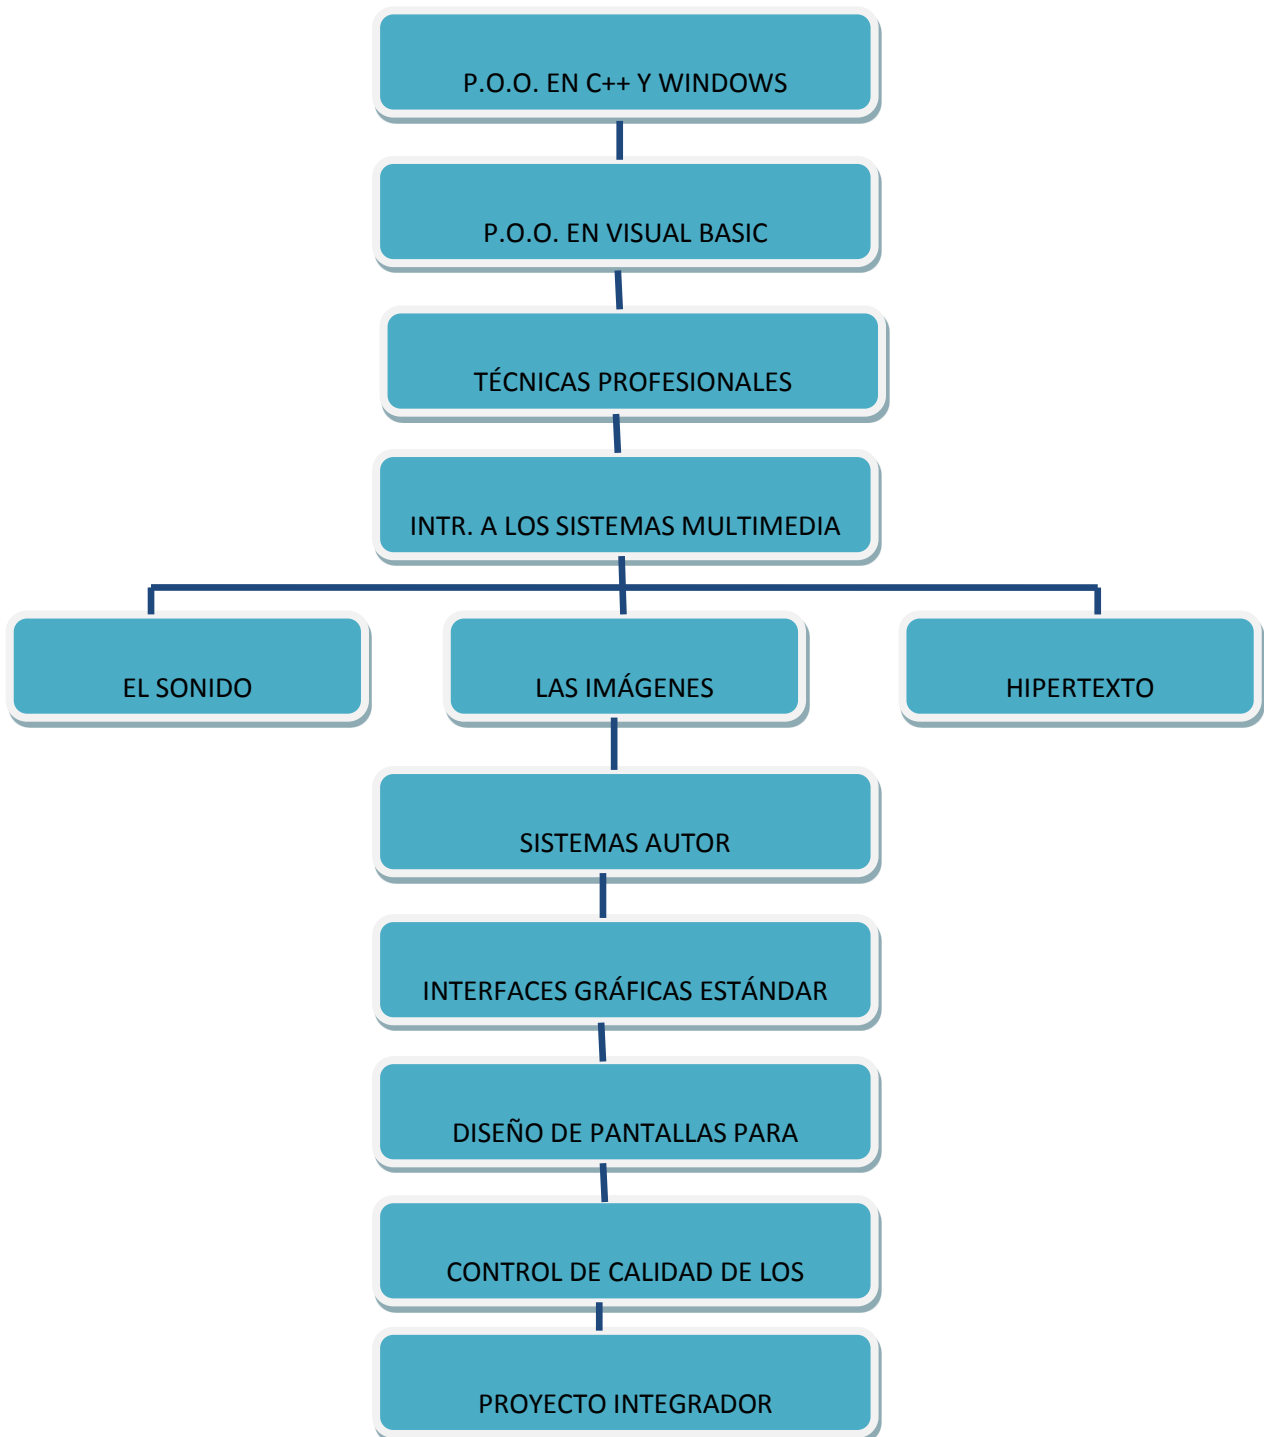 P.O.O. EN C++ Y WINDOWS
P.O.O. EN VISUAL BASIC
TÉCNICAS PROFESIONALES
INTR. A LOS SISTEMAS MULTIMEDIA
EL SONIDO
LAS IMÁGENES
HIPERTEXTO
SISTEMAS AUTOR
INTERFACES GRÁFICAS ESTÁNDAR
DISEÑO DE PANTALLAS PARA
CONTROL DE CALIDAD DE LOS
PROYECTO INTEGRADOR